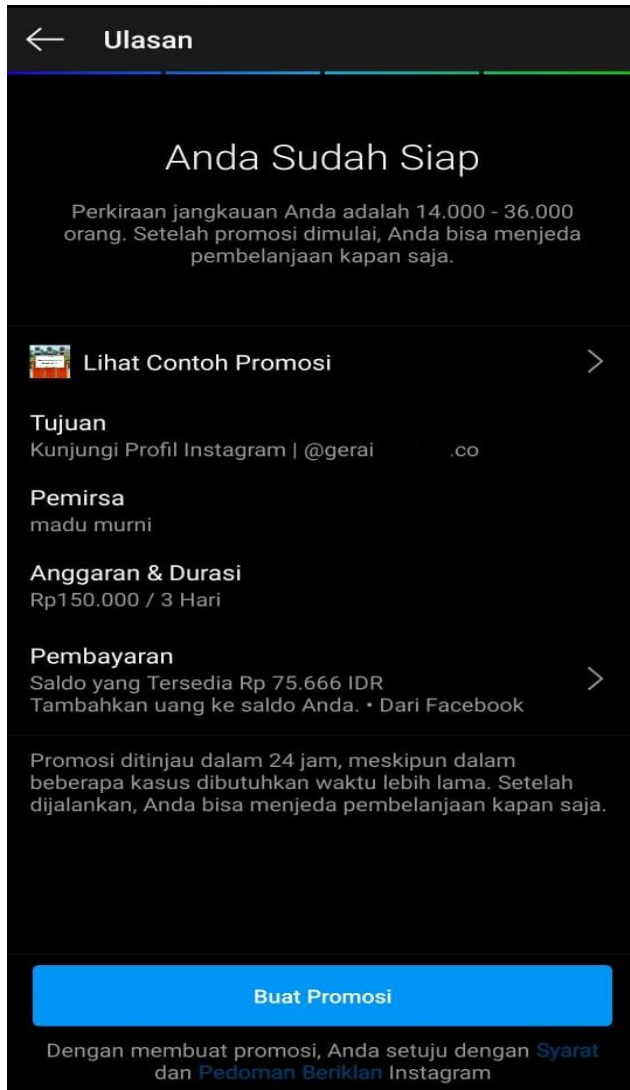 Ulasan
Anda Sudah Siap
Perkiraan jangkauan Anda adalah 14.000 - 36.000
orang. Setelah promosi dimulai, Anda bisa menjeda
pembelanjaan kapan saja.
Lihat Contoh Promosi
Tujuan
Kunjungi Profil Instagram | @gerai .co
Pemirsa
madu murni
Anggaran & Durasi
Rp150.000 / 3 Hari
Pembayaran
Saldo yang Tersedia Rp 75.666 IDR
Tambahkan uang ke saldo Anda. • Dari Facebook
Promosi ditinjau dalam 24 jam, meskipun dalam
beberapa kasus dibutuhkan waktu lebih lama. Setelah
dijalankan, Anda bisa menjeda pembelanjaan kapan saja.
Buat Promosi
Dengan membuat promosi, Anda setuju dengan Syarat
dan Pedoman Beriklan Instagram